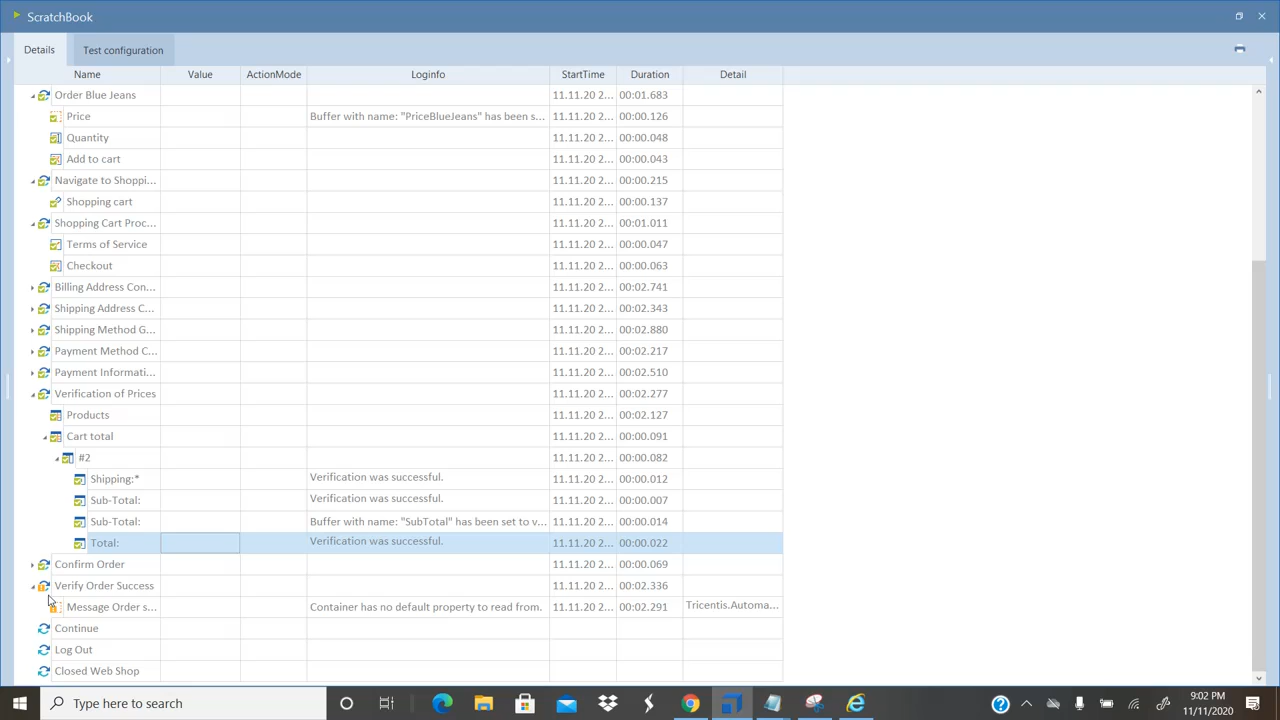 ScratchBook
Details
Test configuration
Name Value ActionMode Loginfo StartTime Duration Detail
Order Blue Jeans 11.11.20 2... 00:01.683
Price Buffer with name: "PriceBlueJeans" has been s... 11.11.20 2... 00:00.126
Quantity 11.11.20 2... 00:00.048
Add to cart 11.11.20 2... 00:00.043
Navigate to Shoppi... 11.11.20 2... 00:00.215
Shopping cart 11.11.20 2... 00:00.137
Shopping Cart Proc... 11.11.20 2... 00:01.011
Terms of Service 11.11.20 2... 00:00.047
Checkout 11.11.20 2... 00:00.063
Billing Address Con... 11.11.20 2... 00:02.741
Shipping Address C... 11.11.20 2... 00:02.343
Shipping Method G... 11.11.20 2... 00:02.880
Payment Method C... 11.11.20 2... 00:02.217
Payment Informati... 11.11.20 2... 00:02.510
Verification of Prices 11.11.20 2... 00:02.277
Products 11.11.20 2... 00:02.127
Cart total 11.11.20 2... 00:00.091
#2 11.11.20 2... 00:00.082
Shipping:* Verification was successful. 11.11.20 2... 00:00.012
Sub-Total: Verification was successful. 11.11.20 2... 00:00.007
Sub-Total: Buffer with name: "SubTotal" has been set to v... 11.11.20 2... 00:00.014
Total: Verification was successful. 11.11.20 2... 00:00.022
Confirm Order 11.11.20 2... 00:00.069
Verify Order Success 11.11.20 2... 00:02.336
Message Order s... Container has no default property to read from. 11.11.20 2... 00:02.291 Tricentis.Automa...
Continue
Log Out
Closed Web Shop
Type here to search
9:02 PM
11/11/2020